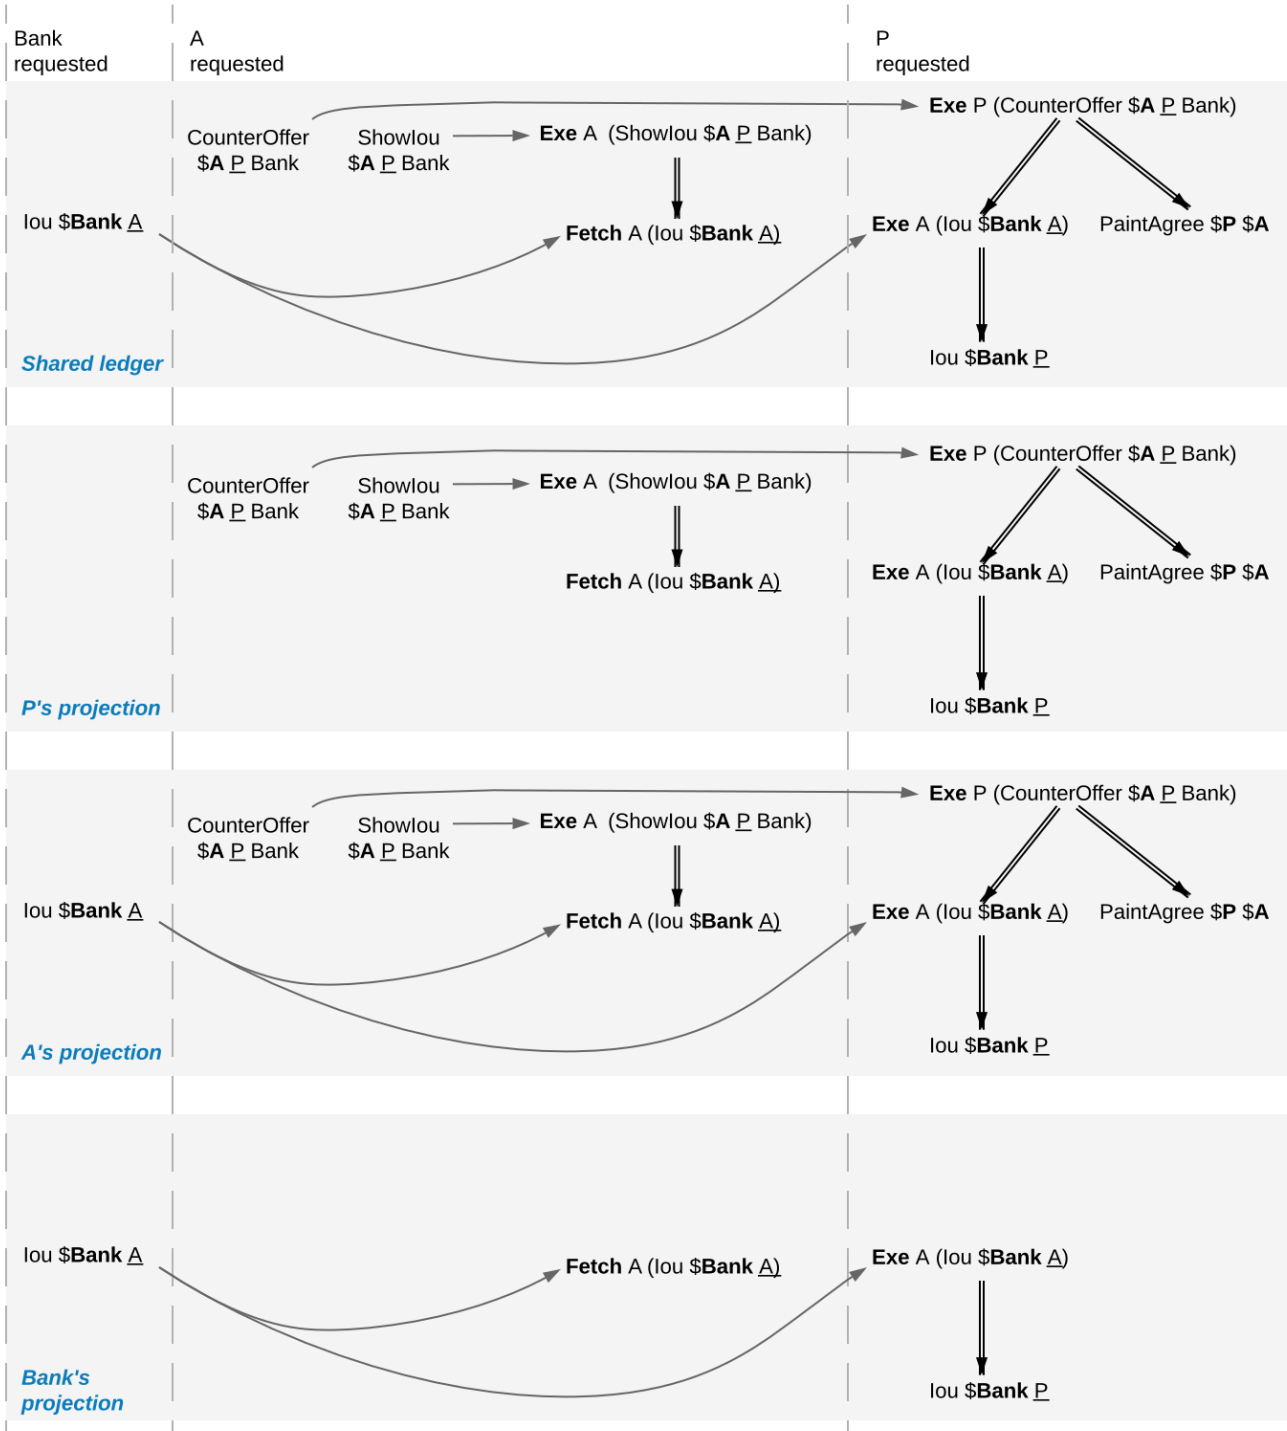 Bank
requested
A
requested
P
requested
Exe P (CounterOffer $A P Bank)
CounterOffer
$A P Bank
ShowIou
$A P Bank
Exe A (ShowIou $A P Bank)
Iou $Bank A
Fetch A (Iou $Bank A)
Exe A (Iou $Bank A)
PaintAgree $P $A
Iou $Bank P
Shared ledger
Exe P (CounterOffer $A P Bank)
CounterOffer
$A P Bank
ShowIou
$A P Bank
Exe A (ShowIou $A P Bank)
Fetch A (Iou $Bank A)
Exe A (Iou $Bank A)
PaintAgree $P $A
Iou $Bank P
P's projection
Exe P (CounterOffer $A P Bank)
CounterOffer
$A P Bank
ShowIou
$A P Bank
Exe A (ShowIou $A P Bank)
Iou $Bank A
Fetch A (Iou $Bank A)
Exe A (Iou $Bank A)
PaintAgree $P $A
Iou $Bank P
A's projection
Iou $Bank A
Fetch A (Iou $Bank A)
Exe A (Iou $Bank A)
Iou $Bank P
Bank's
projection